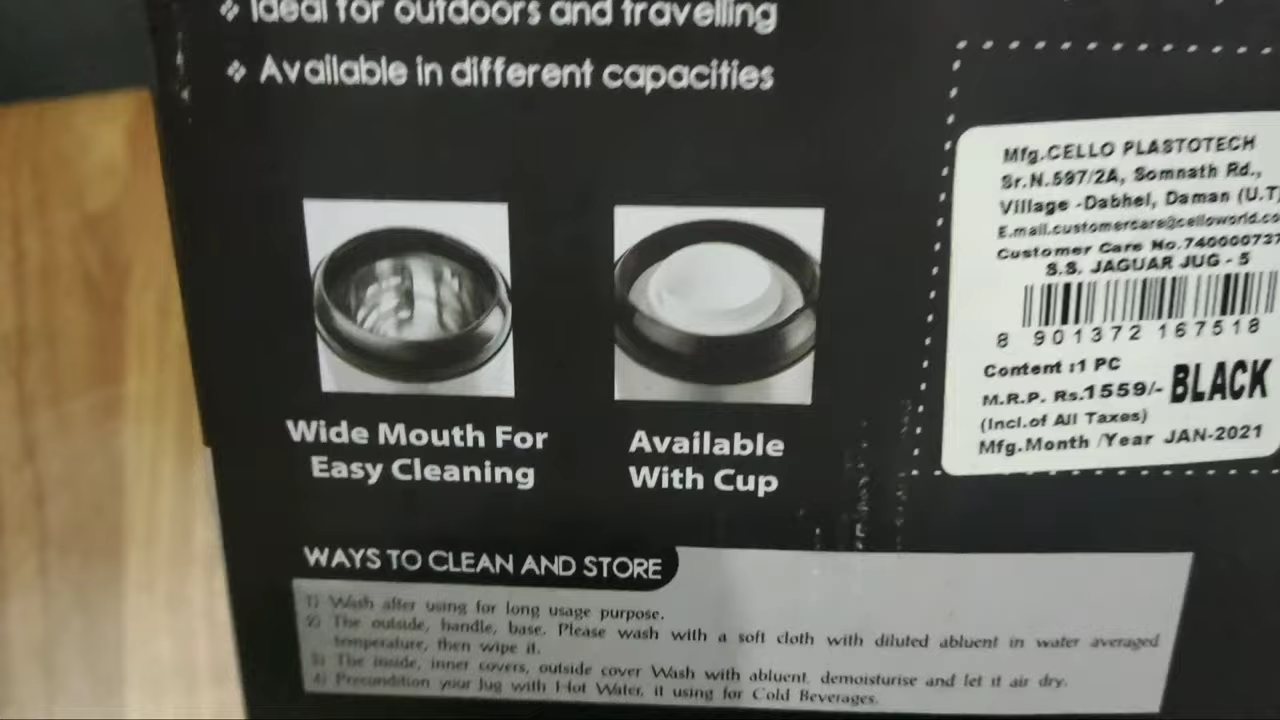 Ideal for outdoors and travelling
Available in different capacities
Mfg.CELLO PLASTOTECH
Sr.N.597/2A, Somnath Rd.,
Village -Dabhel, Daman (U.T
E.mail.customercare@celloworld.co
Customer Care No.740000737
S.S. JAGUAR JUG - 5
8 901372 167518
Content :1 PC
M.R.P. Rs.1559/- BLACK
(Incl.of All Taxes)
Mfg.Month /Year JAN-2021
Wide Mouth For
Easy Cleaning
Available
With Cup
WAYS TO CLEAN AND STORE
1) Wash after using for long usage purpose.
2) The outside, handle, base. Please wash with a soft cloth with diluted abluent in water averaged
temperature, then wipe it.
3) The inside, inner covers, outside cover Wash with abluent, demoisturise and let it air dry.
4) Precondition your Jug with Hot Water, it using for Cold Beverages.